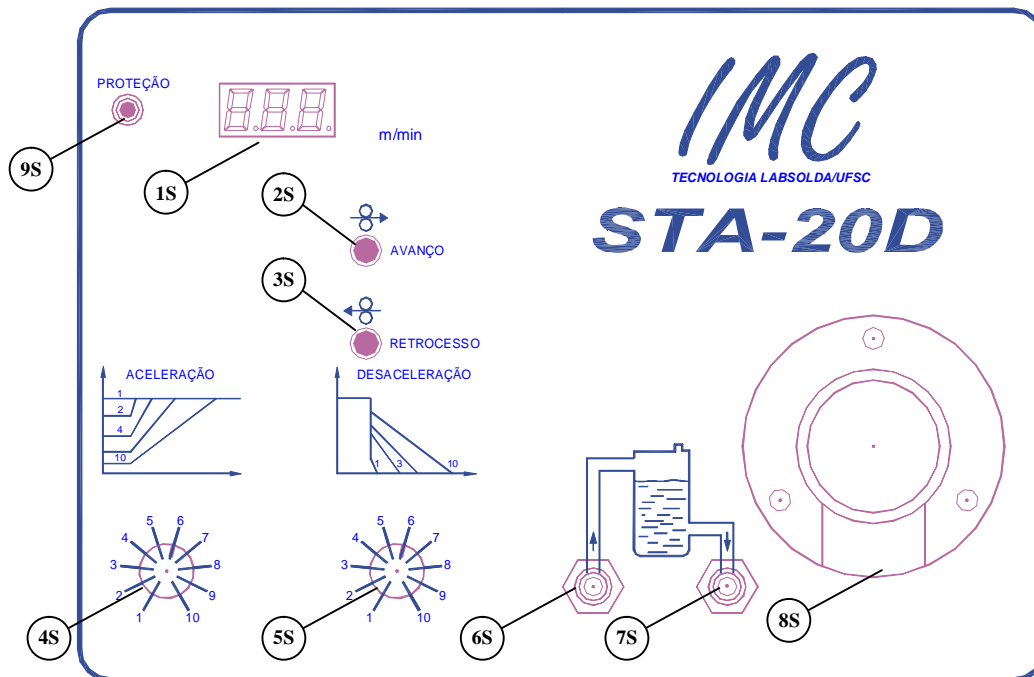 PROTEÇÃO
m/min
9S
1S
IMC
TECNOLOGIA LABSOLDA/UFSC
STA-20D
2S
AVANÇO
3S
RETROCESSO
ACELERAÇÃO
1
2
4
10
DESACELERAÇÃO
1 3 10
1 2 3 4 5 6 7 8 9 10
4S
1 2 3 4 5 6 7 8 9 10
5S
6S
7S
8S